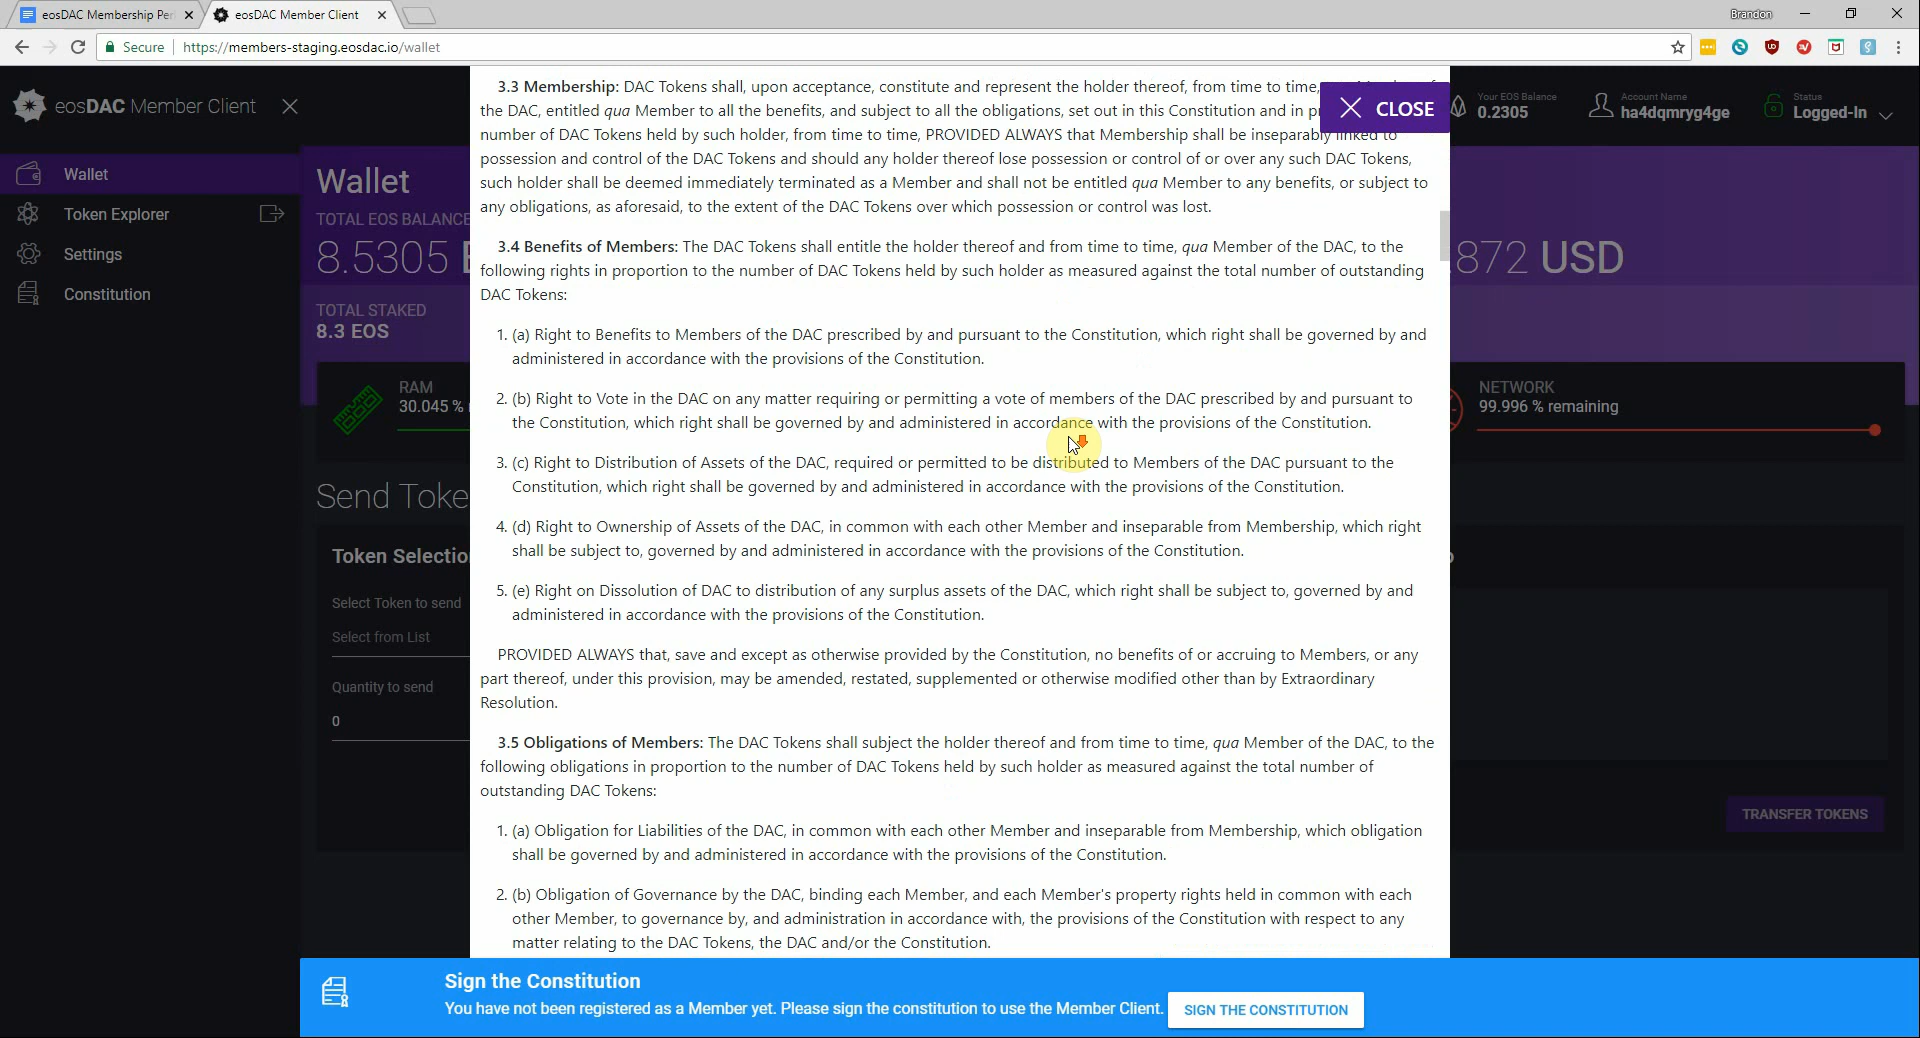 eosDAC Membership Per
eosDAC Member Client
Brandon
Secure
https://members-staging.eosdac.io/wallet
eosDAC Member Client
Wallet
Token Explorer
Settings
Constitution
Wallet
TOTAL EOS BALANCE
8.5305
872 USD
TOTAL STAKED
8.3 EOS
Your EOS Balance
0.2305
Account Name
ha4dqmryg4ge
Status
Logged-In
RAM
30.045 %
NETWORK
99.996 % remaining
Send Toke
Token Selectio
Select Token to send
Select from List
Quantity to send
0
TRANSFER TOKENS
CLOSE
3.3 Membership: DAC Tokens shall, upon acceptance, constitute and represent the holder thereof, from time to time,
the DAC, entitled qua Member to all the benefits, and subject to all the obligations, set out in this Constitution and in p
number of DAC Tokens held by such holder, from time to time, PROVIDED ALWAYS that Membership shall be inseparably linked to
possession and control of the DAC Tokens and should any holder thereof lose possession or control of or over any such DAC Tokens,
such holder shall be deemed immediately terminated as a Member and shall not be entitled qua Member to any benefits, or subject to
any obligations, as aforesaid, to the extent of the DAC Tokens over which possession or control was lost.
3.4 Benefits of Members: The DAC Tokens shall entitle the holder thereof and from time to time, qua Member of the DAC, to the
following rights in proportion to the number of DAC Tokens held by such holder as measured against the total number of outstanding
DAC Tokens:
1. (a) Right to Benefits to Members of the DAC prescribed by and pursuant to the Constitution, which right shall be governed by and
administered in accordance with the provisions of the Constitution.
2. (b) Right to Vote in the DAC on any matter requiring or permitting a vote of members of the DAC prescribed by and pursuant to
the Constitution, which right shall be governed by and administered in accordance with the provisions of the Constitution.
3. (c) Right to Distribution of Assets of the DAC, required or permitted to be distributed to Members of the DAC pursuant to the
Constitution, which right shall be governed by and administered in accordance with the provisions of the Constitution.
4. (d) Right to Ownership of Assets of the DAC, in common with each other Member and inseparable from Membership, which right
shall be subject to, governed by and administered in accordance with the provisions of the Constitution.
5. (e) Right on Dissolution of DAC to distribution of any surplus assets of the DAC, which right shall be subject to, governed by and
administered in accordance with the provisions of the Constitution.
PROVIDED ALWAYS that, save and except as otherwise provided by the Constitution, no benefits of or accruing to Members, or any
part thereof, under this provision, may be amended, restated, supplemented or otherwise modified other than by Extraordinary
Resolution.
3.5 Obligations of Members: The DAC Tokens shall subject the holder thereof and from time to time, qua Member of the DAC, to the
following obligations in proportion to the number of DAC Tokens held by such holder as measured against the total number of
outstanding DAC Tokens:
1. (a) Obligation for Liabilities of the DAC, in common with each other Member and inseparable from Membership, which obligation
shall be governed by and administered in accordance with the provisions of the Constitution.
2. (b) Obligation of Governance by the DAC, binding each Member, and each Member's property rights held in common with each
other Member, to governance by, and administration in accordance with, the provisions of the Constitution with respect to any
matter relating to the DAC Tokens, the DAC and/or the Constitution.
Sign the Constitution
You have not been registered as a Member yet. Please sign the constitution to use the Member Client.
SIGN THE CONSTITUTION